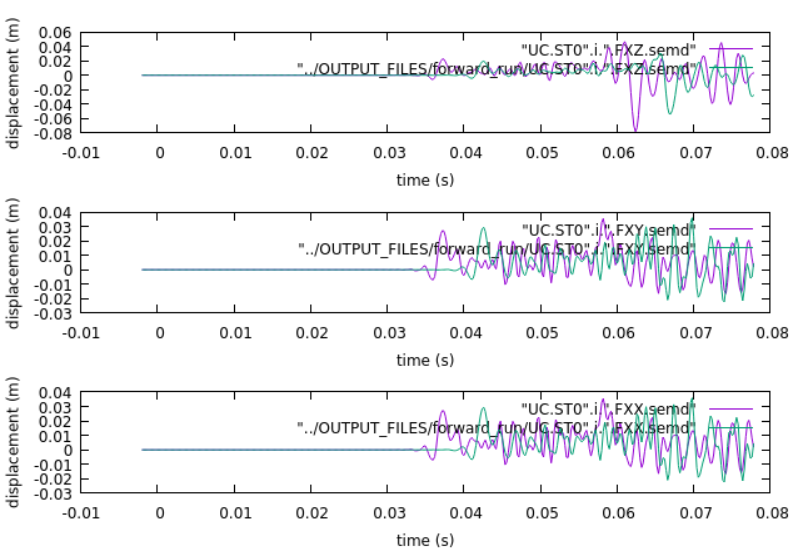 0.06
0.04
0.02
0
-0.02
-0.04
-0.06
-0.08
displacement (m)
"UC.ST0".i.".FXZ.semd"
"../OUTPUT_FILES/forward_run/UC.ST0".i.".FXZ.semd"
-0.01 0 0.01 0.02 0.03 0.04 0.05 0.06 0.07 0.08
time (s)
0.04
0.03
0.02
0.01
0
-0.01
-0.02
-0.03
displacement (m)
"UC.ST0".i.".FXY.semd"
"../OUTPUT_FILES/forward_run/UC.ST0".i.".FXY.semd"
-0.01 0 0.01 0.02 0.03 0.04 0.05 0.06 0.07 0.08
time (s)
0.04
0.03
0.02
0.01
0
-0.01
-0.02
-0.03
displacement (m)
"UC.ST0".i.".FXX.semd"
"../OUTPUT_FILES/forward_run/UC.ST0".i.".FXX.semd"
-0.01 0 0.01 0.02 0.03 0.04 0.05 0.06 0.07 0.08
time (s)